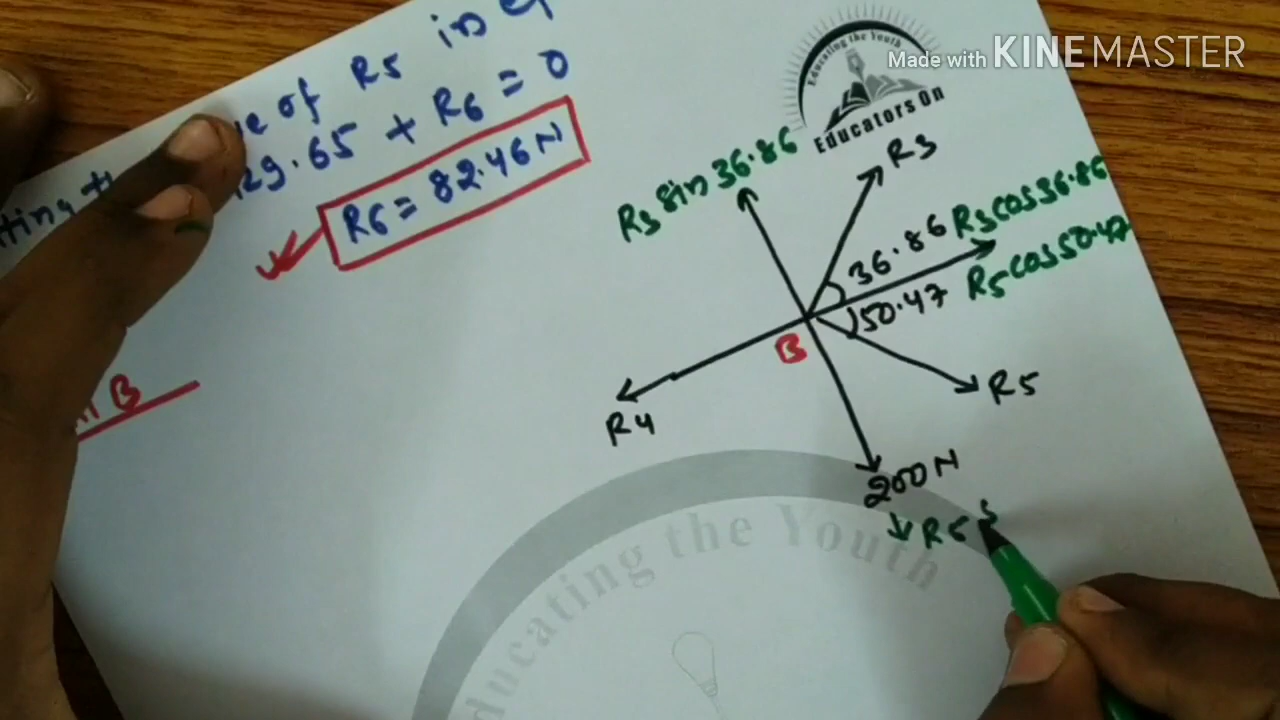 of R5 in
29.65 + R6 = 0
R6 = 82.46 N
B
Educating the Youth
Educators On
Made with KINEMASTER
R3 sin 36.86
R3
36.86 R3 cos 36.86
50.47 R5 cos 50.47
B
R5
R4
200 N
↓ R5 s
Educating the Youth